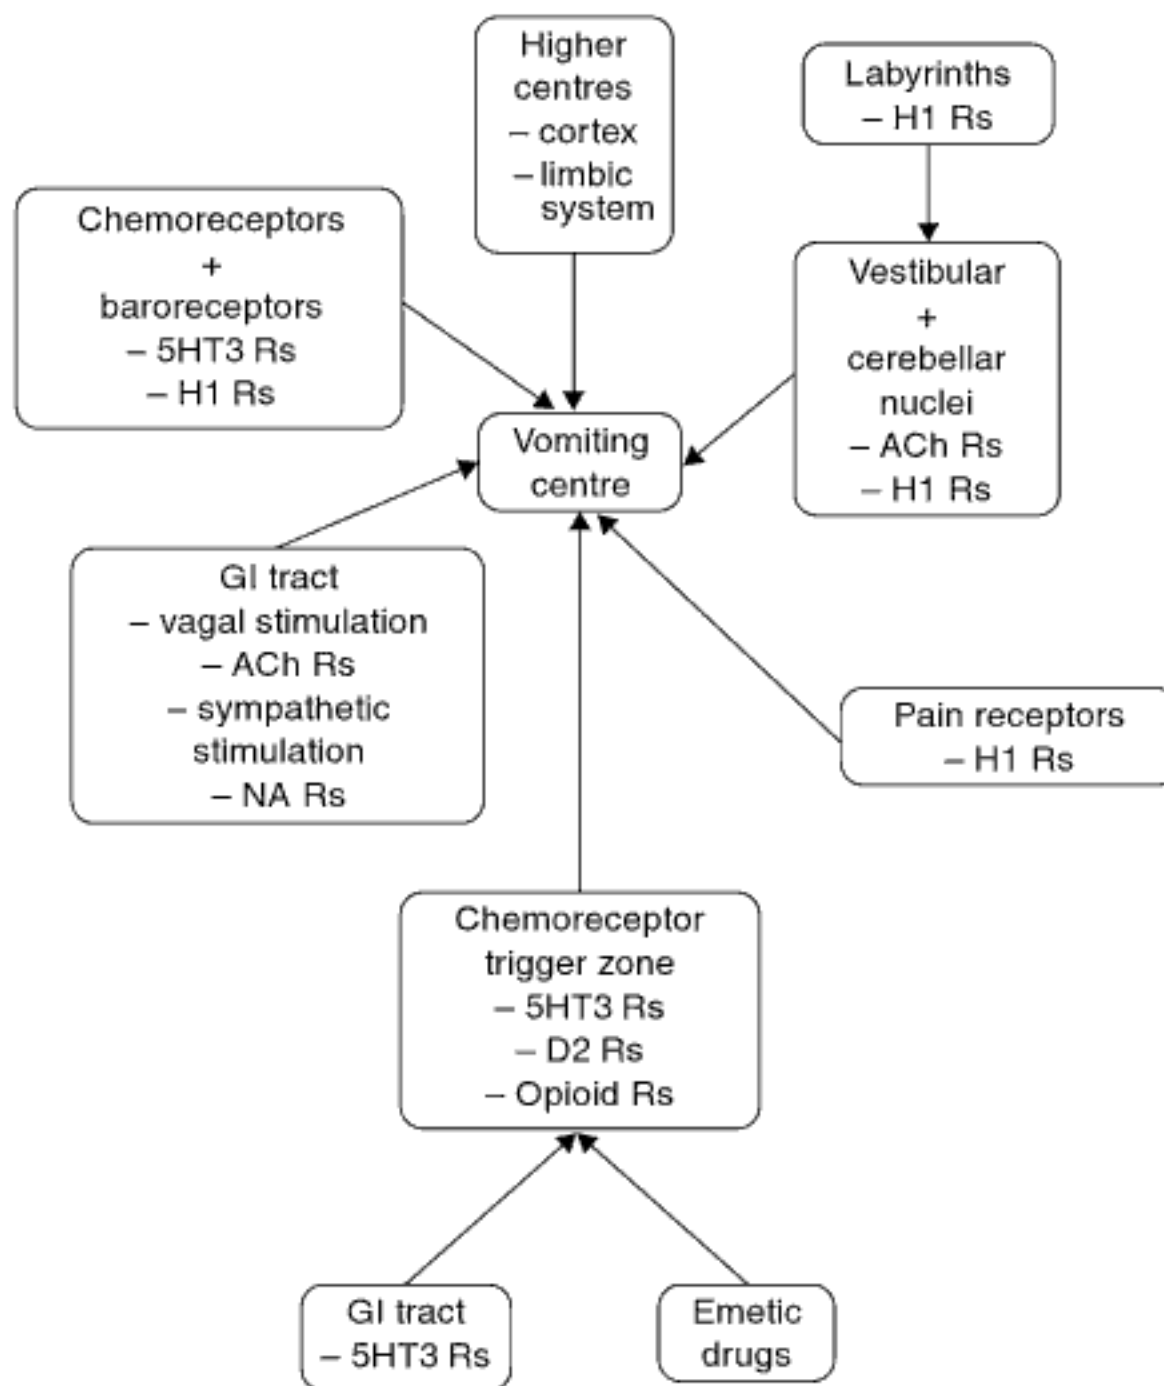 Higher
centres
– cortex
– limbic
system
Labyrinths
– H1 Rs
Chemoreceptors
+
baroreceptors
– 5HT3 Rs
– H1 Rs
Vestibular
+
cerebellar
nuclei
– ACh Rs
– H1 Rs
Vomiting
centre
GI tract
– vagal stimulation
– ACh Rs
– sympathetic
stimulation
– NA Rs
Pain receptors
– H1 Rs
Chemoreceptor
trigger zone
– 5HT3 Rs
– D2 Rs
– Opioid Rs
GI tract
– 5HT3 Rs
Emetic
drugs